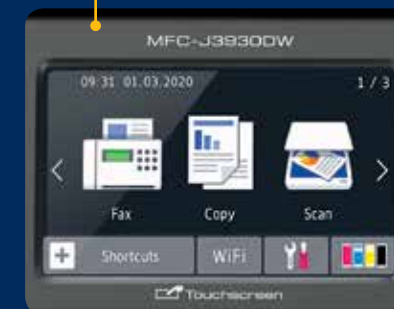 MFC-J3930DW
09:31 01.03.2020 1 / 3
Fax Copy Scan
Shortcuts WiFi
Touchscreen